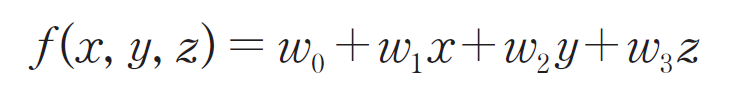 f(x, y, z) = w₀ + w₁x + w₂y + w₃z